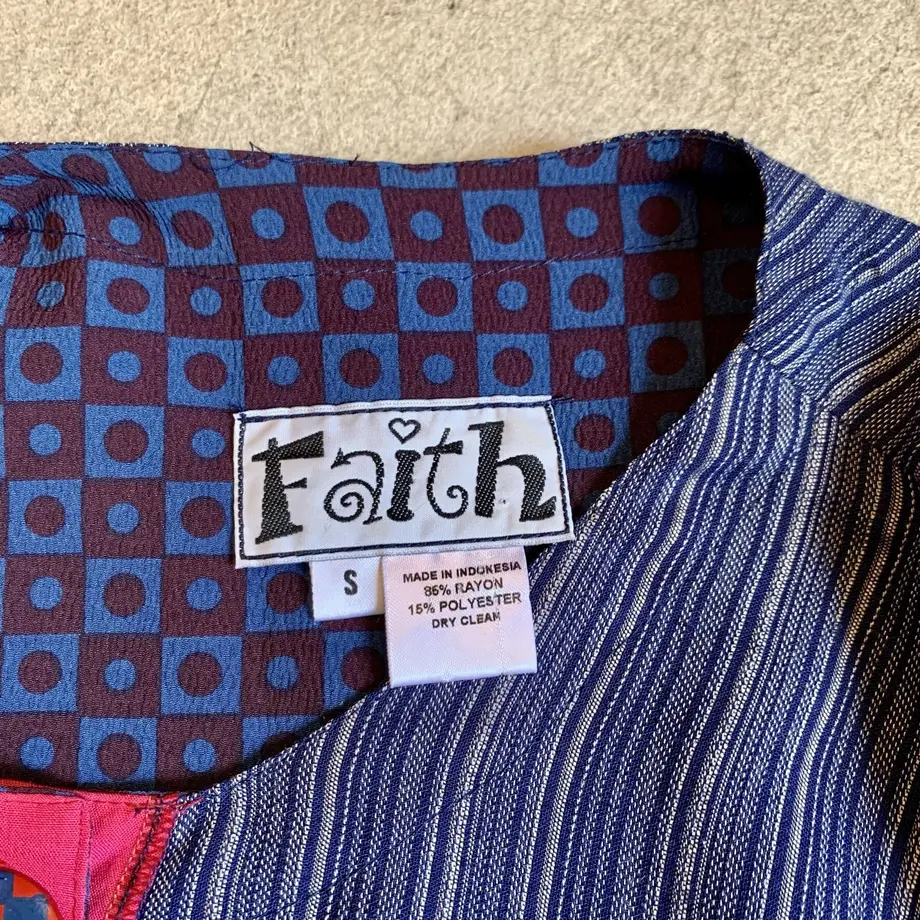 Faith
S
MADE IN INDONESIA
85% RAYON
15% POLYESTER
DRY CLEAN